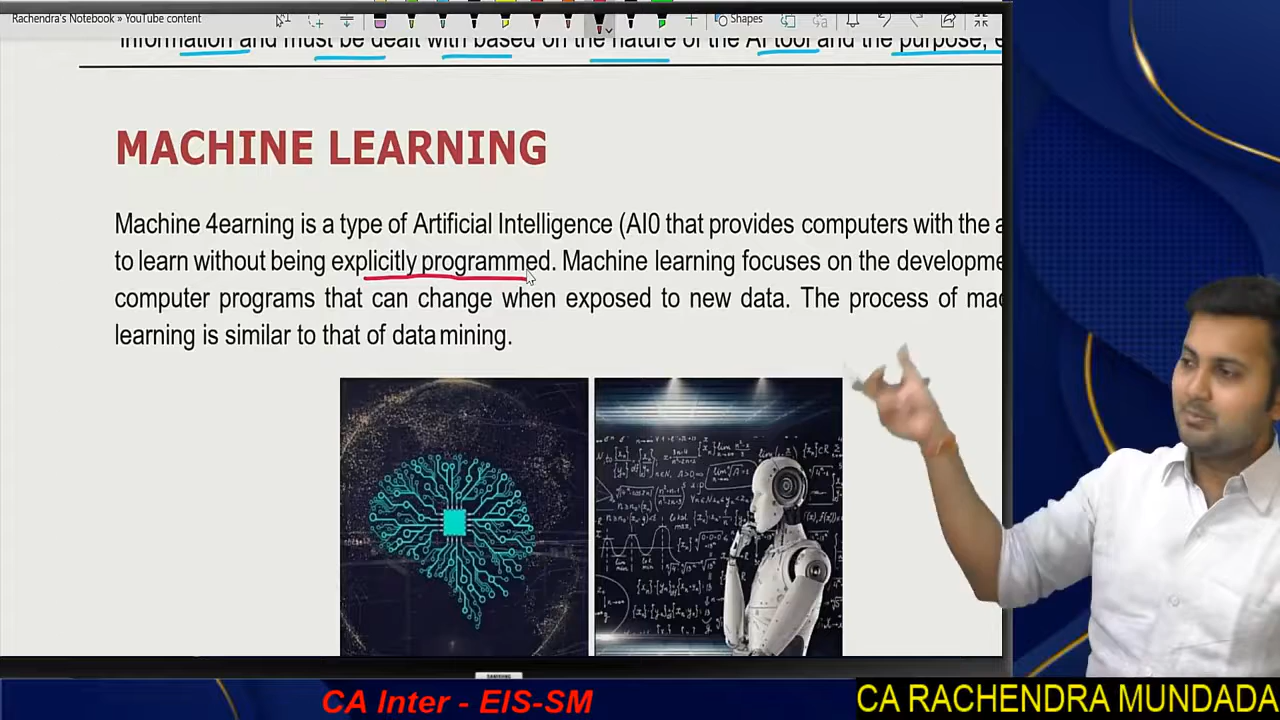 Rachendra's Notebook » YouTube content
Shapes
information and must be dealt with based on the nature of the AI tool and the purpose,
MACHINE LEARNING
Machine 4earning is a type of Artificial Intelligence (AI0 that provides computers with the a
to learn without being explicitly programmed. Machine learning focuses on the developme
computer programs that can change when exposed to new data. The process of mac
learning is similar to that of data mining.
SAMSUNG
CA Inter - EIS-SM
CA RACHENDRA MUNDADA